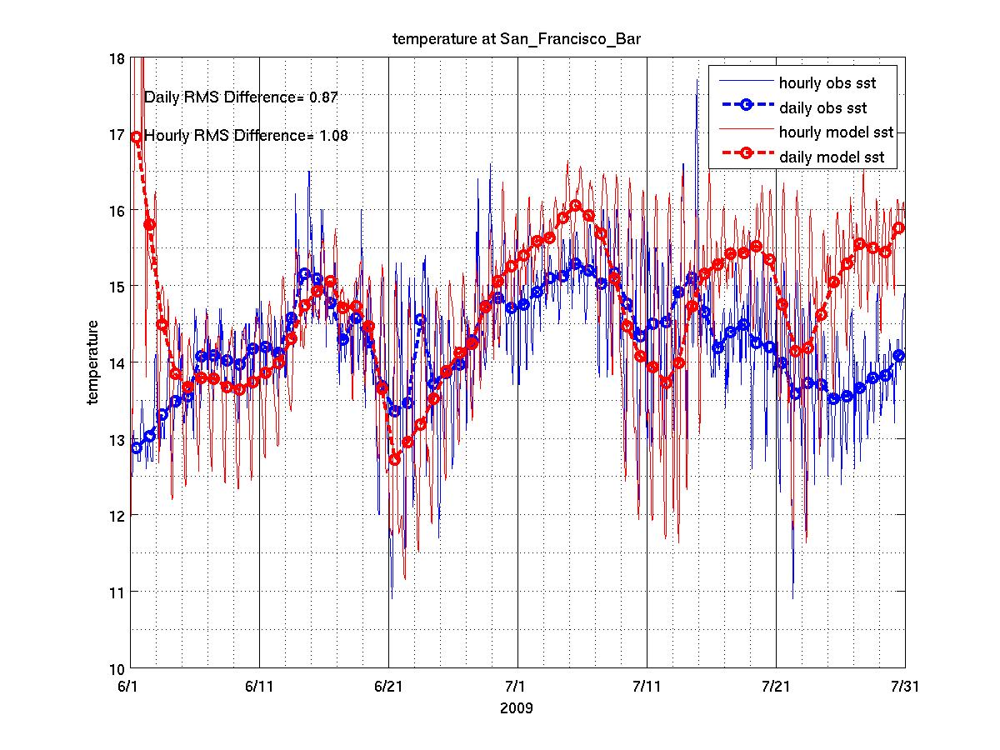 temperature at San_Francisco_Bar
18
17
16
15
14
13
12
11
10
temperature
Daily RMS Difference= 0.87
Hourly RMS Difference= 1.08
hourly obs sst
daily obs sst
hourly model sst
daily model sst
6/1
6/11
6/21
7/1
7/11
7/21
7/31
2009